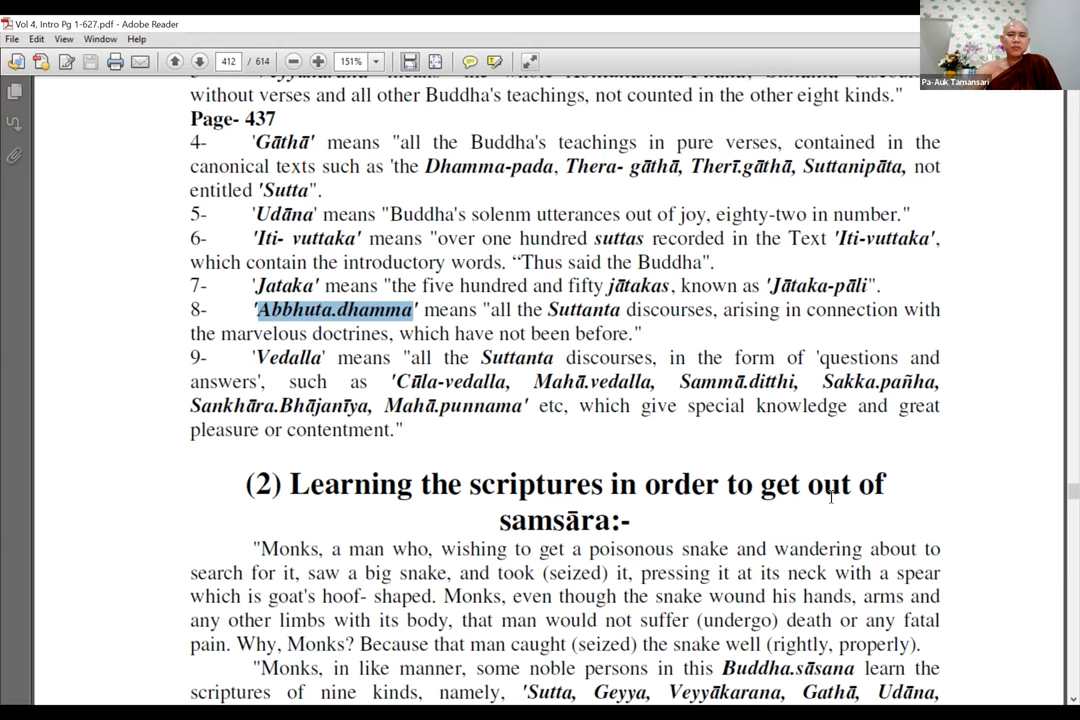 Vol 4, Intro Pg 1-627.pdf - Adobe Reader
File Edit View Window Help
412 / 614 151%
Pa-Auk Tamansari
without verses and all other Buddha's teachings, not counted in the other eight kinds."
Page- 437
4- 'Gāthā' means "all the Buddha's teachings in pure verses, contained in the
canonical texts such as 'the Dhamma-pada, Thera- gāthā, Therī.gāthā, Suttanipāta, not
entitled 'Sutta".
5- 'Udāna' means "Buddha's solenm utterances out of joy, eighty-two in number."
6- 'Iti- vuttaka' means "over one hundred suttas recorded in the Text 'Iti-vuttaka',
which contain the introductory words. “Thus said the Buddha".
7- 'Jataka' means "the five hundred and fifty jātakas, known as 'Jātaka-pāli".
8- 'Abbhuta.dhamma' means "all the Suttanta discourses, arising in connection with
the marvelous doctrines, which have not been before."
9- 'Vedalla' means "all the Suttanta discourses, in the form of 'questions and
answers', such as 'Cūla-vedalla, Mahā.vedalla, Sammā.ditthi, Sakka.pañha,
Sankhāra.Bhājanīya, Mahā.punnama' etc, which give special knowledge and great
pleasure or contentment."
(2) Learning the scriptures in order to get out of
samsāra:-
"Monks, a man who, wishing to get a poisonous snake and wandering about to
search for it, saw a big snake, and took (seized) it, pressing it at its neck with a spear
which is goat's hoof- shaped. Monks, even though the snake wound his hands, arms and
any other limbs with its body, that man would not suffer (undergo) death or any fatal
pain. Why, Monks? Because that man caught (seized) the snake well (rightly, properly).
"Monks, in like manner, some noble persons in this Buddha.sāsana learn the
scriptures of nine kinds, namely, 'Sutta, Geyya, Veyyākarana, Gathā, Udāna,